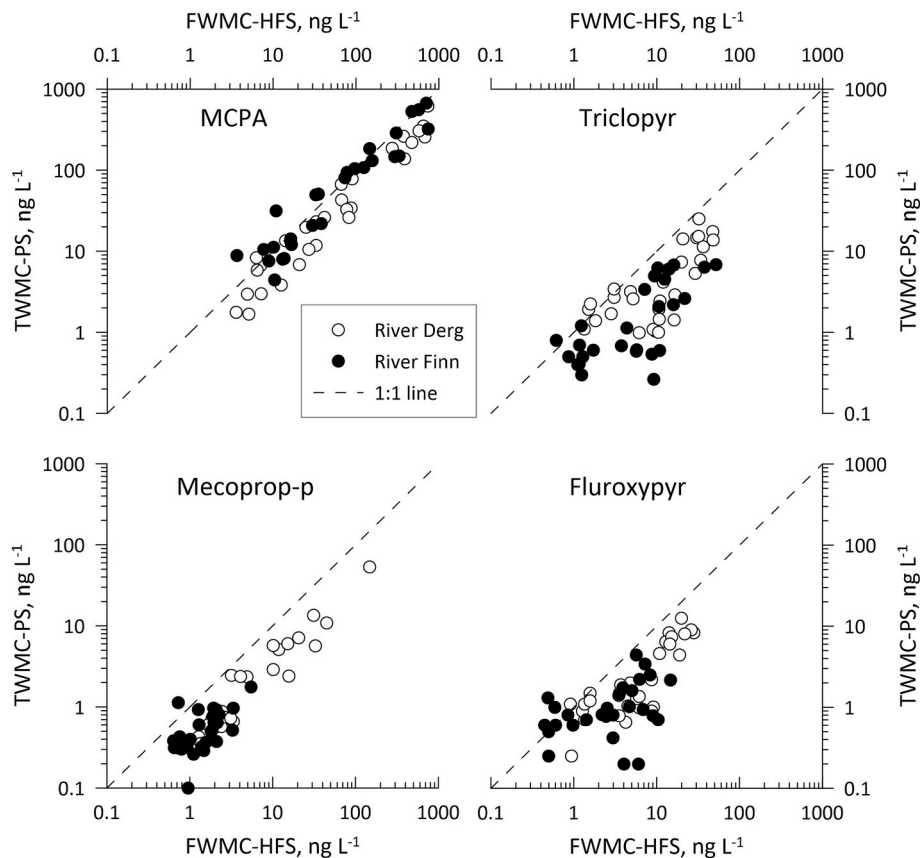 FWMC-HFS, ng L⁻¹ FWMC-HFS, ng L⁻¹
0.1 1 10 100 1000 0.1 1 10 100 1000
1000 MCPA Triclopyr 1000
100 100
10 10
1 1
0.1 0.1
TWMC-PS, ng L⁻¹ TWMC-PS, ng L⁻¹
River Derg
River Finn
1:1 line
1000 Mecoprop-p Fluroxypyr 1000
100 100
10 10
1 1
0.1 0.1
TWMC-PS, ng L⁻¹ TWMC-PS, ng L⁻¹
0.1 1 10 100 1000 0.1 1 10 100 1000
FWMC-HFS, ng L⁻¹ FWMC-HFS, ng L⁻¹